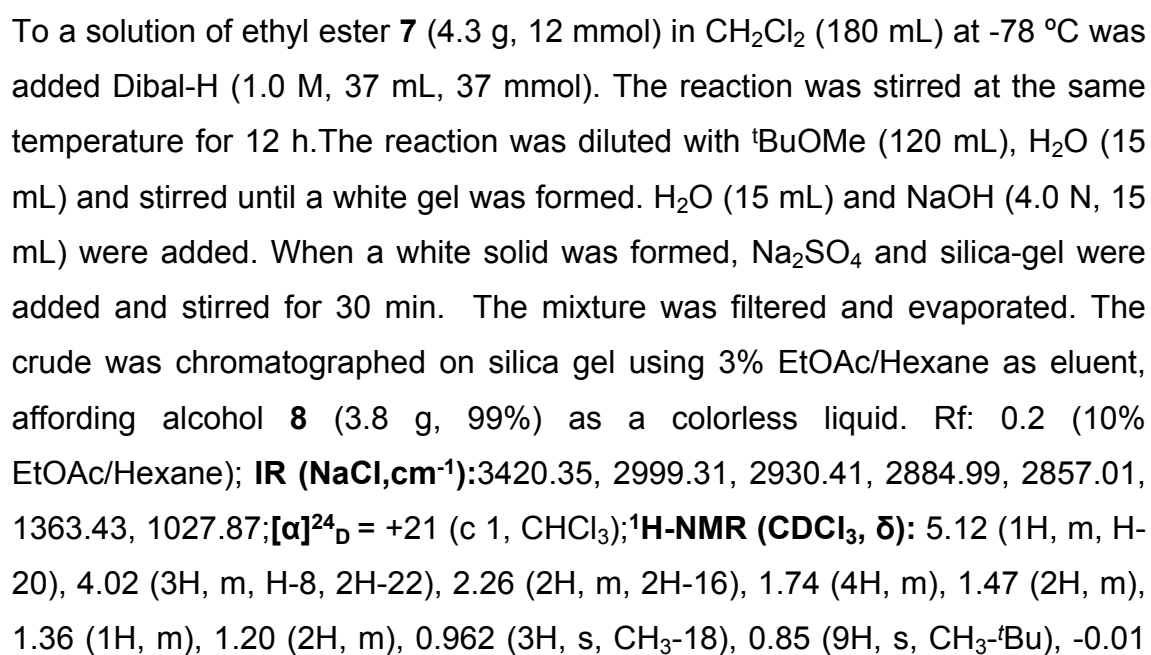 To a solution of ethyl ester 7 (4.3 g, 12 mmol) in CH₂Cl₂ (180 mL) at -78 ºC was
added Dibal-H (1.0 M, 37 mL, 37 mmol). The reaction was stirred at the same
temperature for 12 h.The reaction was diluted with ᵗBuOMe (120 mL), H₂O (15
mL) and stirred until a white gel was formed. H₂O (15 mL) and NaOH (4.0 N, 15
mL) were added. When a white solid was formed, Na₂SO₄ and silica-gel were
added and stirred for 30 min. The mixture was filtered and evaporated. The
crude was chromatographed on silica gel using 3% EtOAc/Hexane as eluent,
affording alcohol 8 (3.8 g, 99%) as a colorless liquid. Rf: 0.2 (10%
EtOAc/Hexane); IR (NaCl,cm⁻¹):3420.35, 2999.31, 2930.41, 2884.99, 2857.01,
1363.43, 1027.87;[α]²⁴D = +21 (c 1, CHCl₃);¹H-NMR (CDCl₃, δ): 5.12 (1H, m, H-
20), 4.02 (3H, m, H-8, 2H-22), 2.26 (2H, m, 2H-16), 1.74 (4H, m), 1.47 (2H, m),
1.36 (1H, m), 1.20 (2H, m), 0.962 (3H, s, CH₃-18), 0.85 (9H, s, CH₃-ᵗBu), -0.01